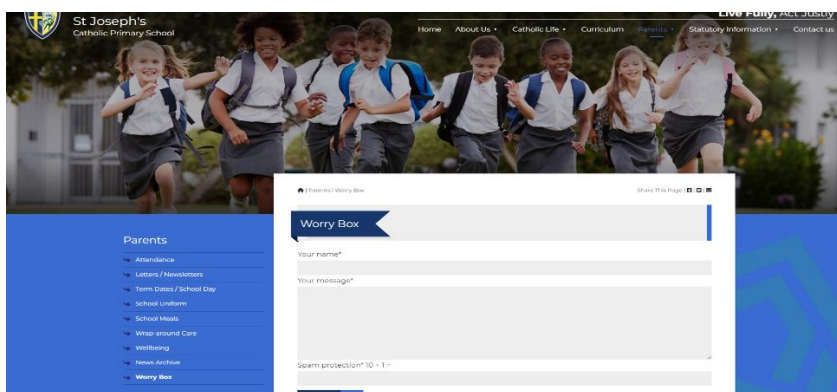 Live Fully, Act Justly
St Joseph's
Catholic Primary School
Home About Us Catholic Life Curriculum Parents Statutory Information Contact us
| Parents | Worry Box
Share This Page | | |
Worry Box
Parents
Attendance
Letters / Newsletters
Term Dates / School Day
School Uniform
School Meals
Wrap-around Care
Wellbeing
News Archive
Worry Box
Your name*
Your message*
Spam protection* 10 + 1 =